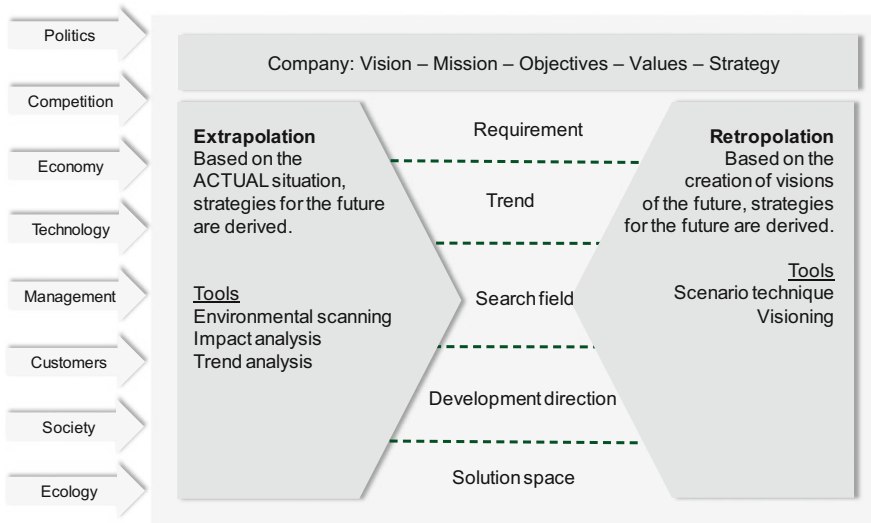 Politics
Competition
Economy
Technology
Management
Customers
Society
Ecology
Company: Vision – Mission – Objectives – Values – Strategy
Extrapolation
Based on the
ACTUAL situation,
strategies for the future
are derived.
Tools
Environmental scanning
Impact analysis
Trend analysis
Requirement
Trend
Search field
Development direction
Solution space
Retropolation
Based on the
creation of visions
of the future, strategies
for the future are derived.
Tools
Scenario technique
Visioning